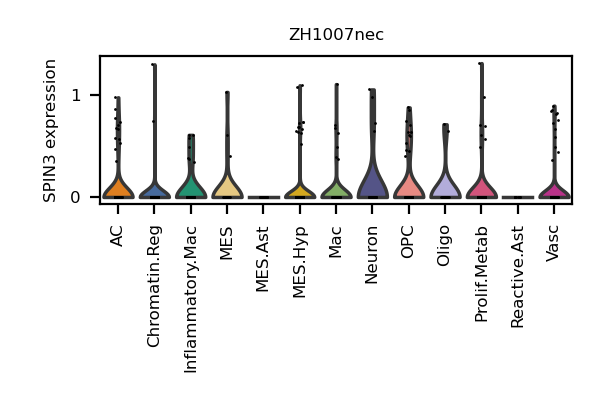 ZH1007nec
SPIN3 expression
1
0
AC
Chromatin.Reg
Inflammatory.Mac
MES
MES.Ast
MES.Hyp
Mac
Neuron
OPC
Oligo
Prolif.Metab
Reactive.Ast
Vasc